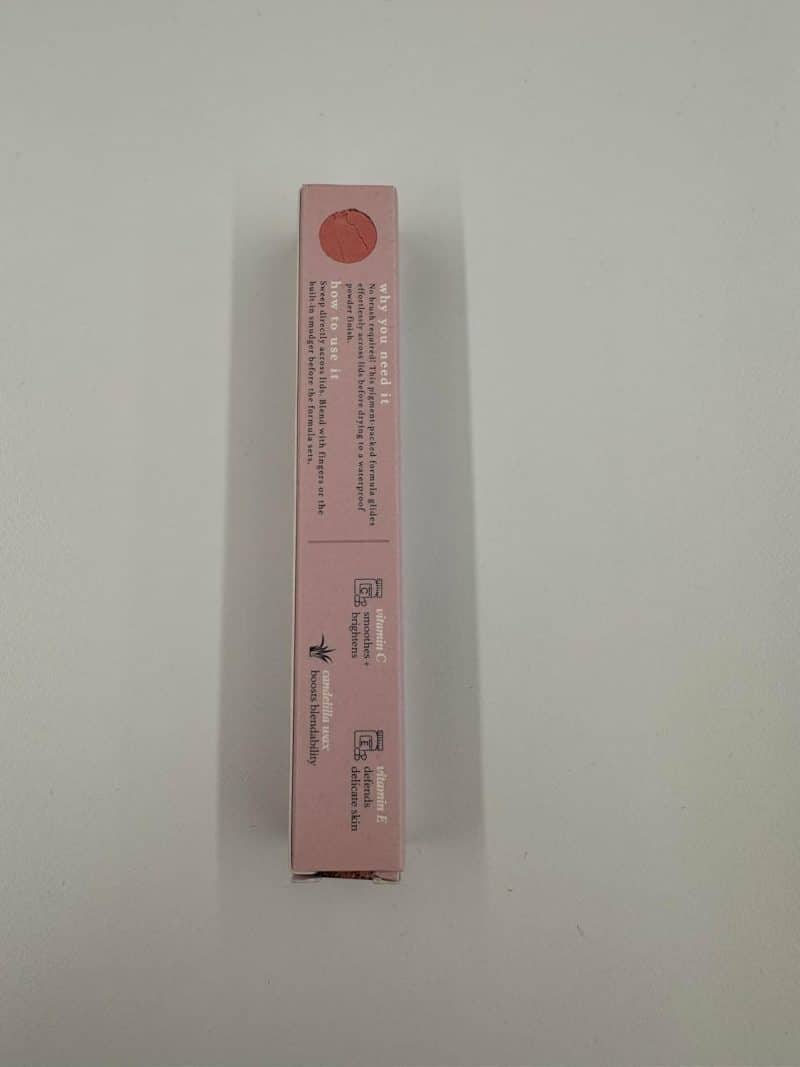 why you need it
No brush required! This pigment-packed formula glides
effortlessly across lids before drying to a waterproof
powder finish.
how to use it
Sweep directly across lids. Blend with fingers or the
built-in smudger before the formula sets.
C
vitamin C
smoothes +
brightens
E
vitamin E
defends
delicate skin
candelilla wax
boosts blendability